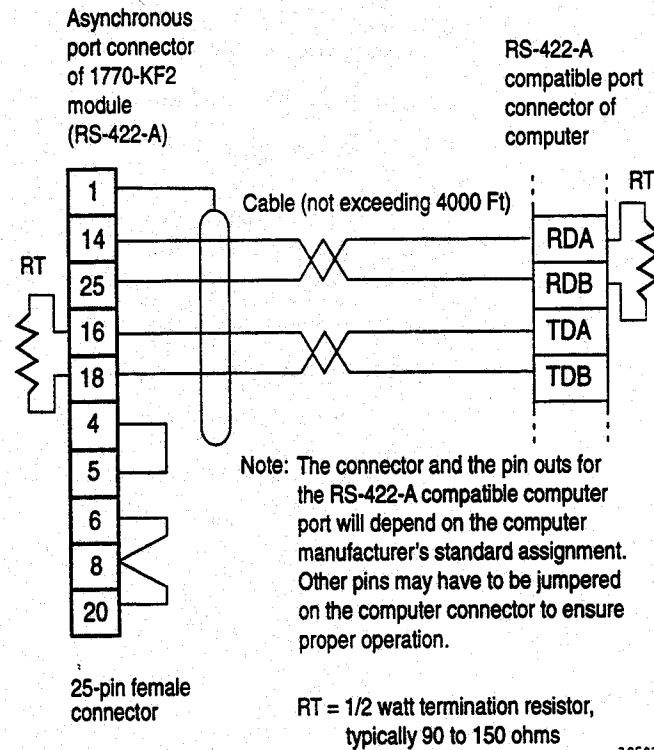 Asynchronous
port connector
of 1770-KF2
module
(RS-422-A)
RS-422-A
compatible port
connector of
computer
RT
1
Cable (not exceeding 4000 Ft)
14
RDA
RT
25
RDB
16
TDA
18
TDB
4
5
6
8
20
Note: The connector and the pin outs for
the RS-422-A compatible computer
port will depend on the computer
manufacturer's standard assignment.
Other pins may have to be jumpered
on the computer connector to ensure
proper operation.
25-pin female
connector
RT = 1/2 watt termination resistor,
typically 90 to 150 ohms